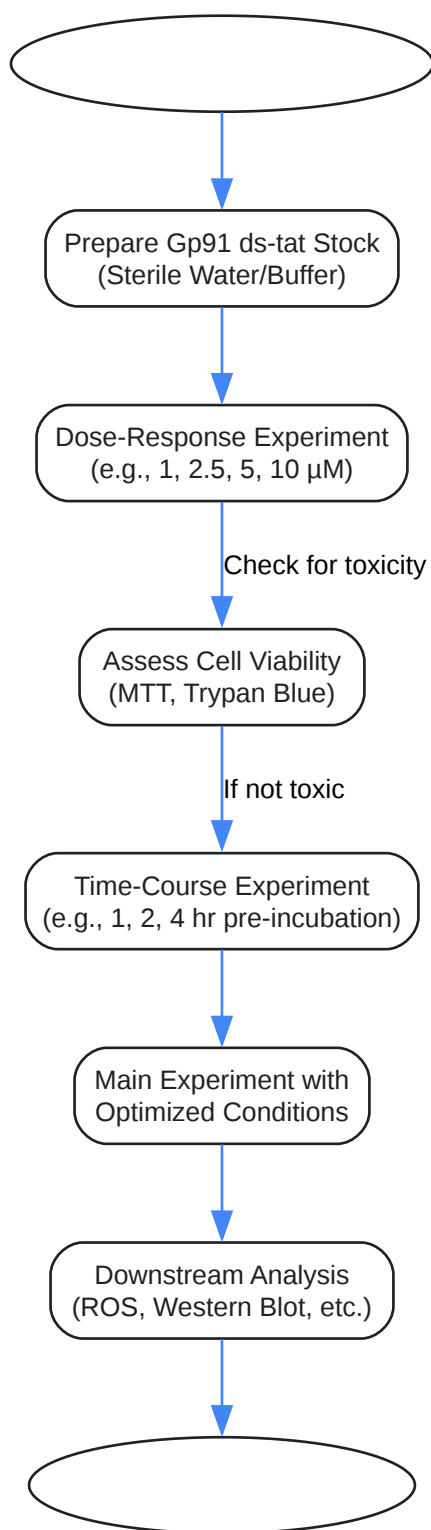 Prepare Gp91 ds-tat Stock
(Sterile Water/Buffer)
Dose-Response Experiment
(e.g., 1, 2.5, 5, 10 µM)
Check for toxicity
Assess Cell Viability
(MTT, Trypan Blue)
If not toxic
Time-Course Experiment
(e.g., 1, 2, 4 hr pre-incubation)
Main Experiment with
Optimized Conditions
Downstream Analysis
(ROS, Western Blot, etc.)